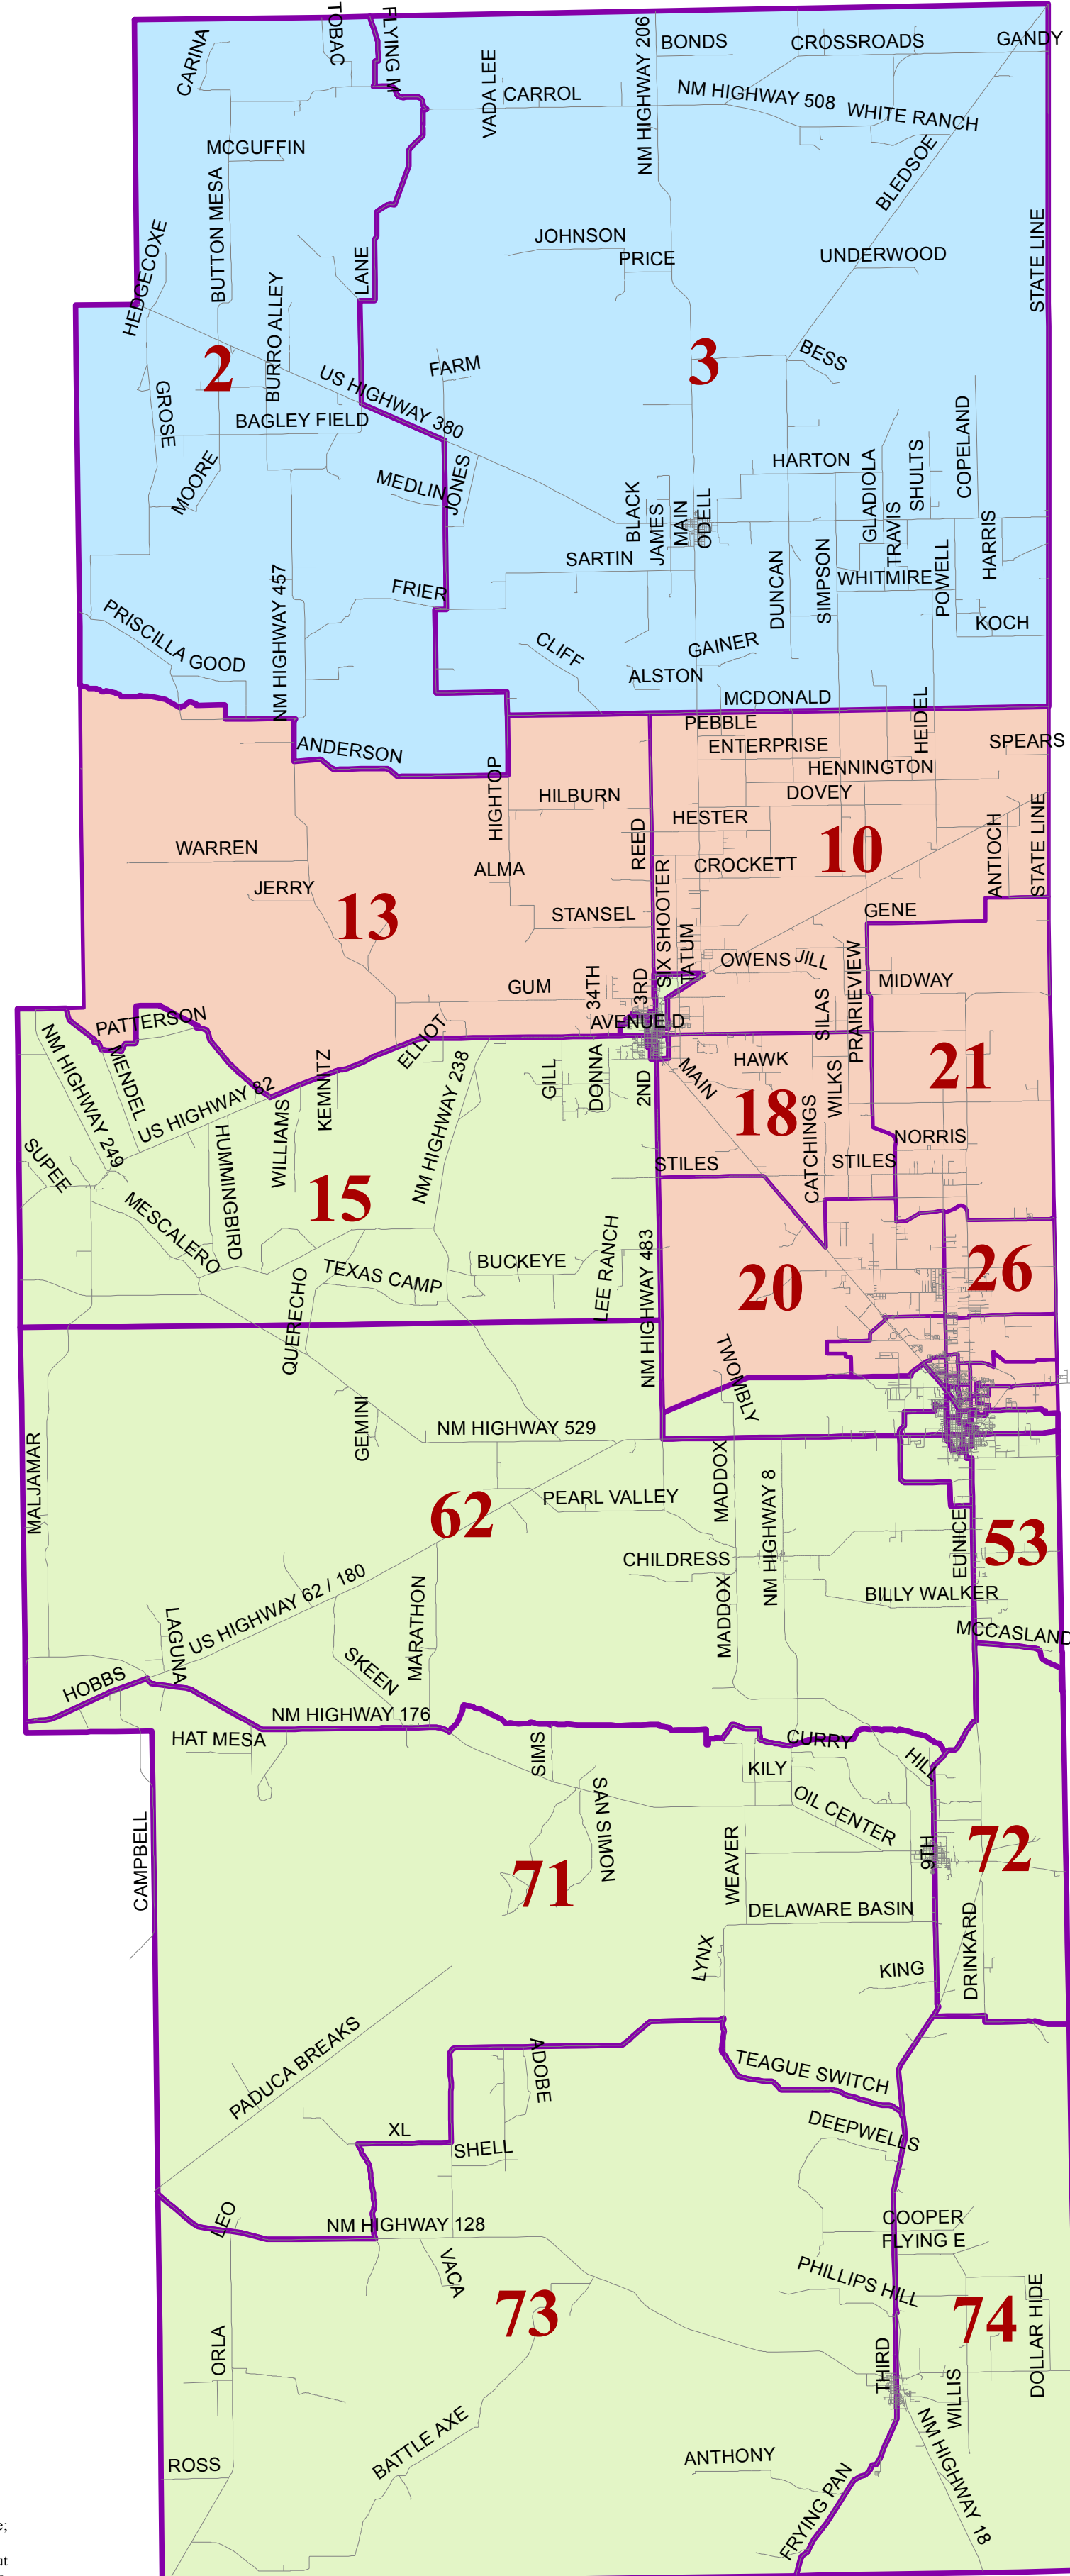 TOBAC
FLYING M
CARINA
VADA LEE
CARROL
NM HIGHWAY 206
BONDS
CROSSROADS
GANDY
NM HIGHWAY 508
WHITE RANCH
MCGUFFIN
BLEDSOE
BUTTON MESA
HEDGECOXE
LANE
JOHNSON
PRICE
UNDERWOOD
STATE LINE
BURRO ALLEY
2
3
US HIGHWAY 380
FARM
BESS
GROSE
BAGLEY FIELD
COPELAND
MOORE
MEDLIN
JONES
HARTON
GLADIOLA
SHULTS
BLACK
JAMES
MAIN
ODELL
TRAVIS
HARRIS
SARTIN
DUNCAN
SIMPSON
WHITMIRE
POWELL
NM HIGHWAY 457
FRIER
PRISCILLA
GOOD
KOCH
CLIFF
GAINER
ALSTON
MCDONALD
HEIDEL
PEBBLE
ANDERSON
ENTERPRISE
SPEARS
HIGHTOP
HENNINGTON
HILBURN
DOVEY
HESTER
REED
WARREN
10
ANTIOCH
STATE LINE
ALMA
CROCKETT
JERRY
13
SIX SHOOTER
STANSEL
GENE
TATUM
OWENS
JILL
PRAIRIEVIEW
MIDWAY
GUM
34TH
3RD
SILAS
PATTERSON
AVENUE D
ELLIOT
NM HIGHWAY 249
MENDEL
US HIGHWAY 82
KEMNITZ
NM HIGHWAY 238
GILL
DONNA
2ND
MAIN
HAWK
WILKS
21
18
WILLIAMS
HUMMINGBIRD
CATCHINGS
NORRIS
SUPEE
STILES
STILES
15
MESCALERO
TEXAS CAMP
BUCKEYE
LEE RANCH
NM HIGHWAY 483
20
26
QUERECHO
TWOMBLY
GEMINI
NM HIGHWAY 529
MALJAMAR
MADDOX
NM HIGHWAY 8
PEARL VALLEY
62
EUNICE
53
CHILDRESS
US HIGHWAY 62 / 180
MARATHON
MADDOX
BILLY WALKER
LAGUNA
MCCASLAND
SKEEN
HOBBS
NM HIGHWAY 176
HAT MESA
SIMS
CURRY
HILL
KILY
SAN SIMON
OIL CENTER
CAMPBELL
WEAVER
9TH
72
71
DELAWARE BASIN
DRINKARD
LYNX
KING
PADUCA BREAKS
ADOBE
TEAGUE SWITCH
XL
SHELL
DEEPWELLS
LEO
NM HIGHWAY 128
COOPER
FLYING E
VACA
PHILLIPS HILL
73
74
DOLLAR HIDE
ORLA
THIRD
WILLIS
BATTLE AXE
NM HIGHWAY 18
ROSS
ANTHONY
FRYING PAN
e;
ut